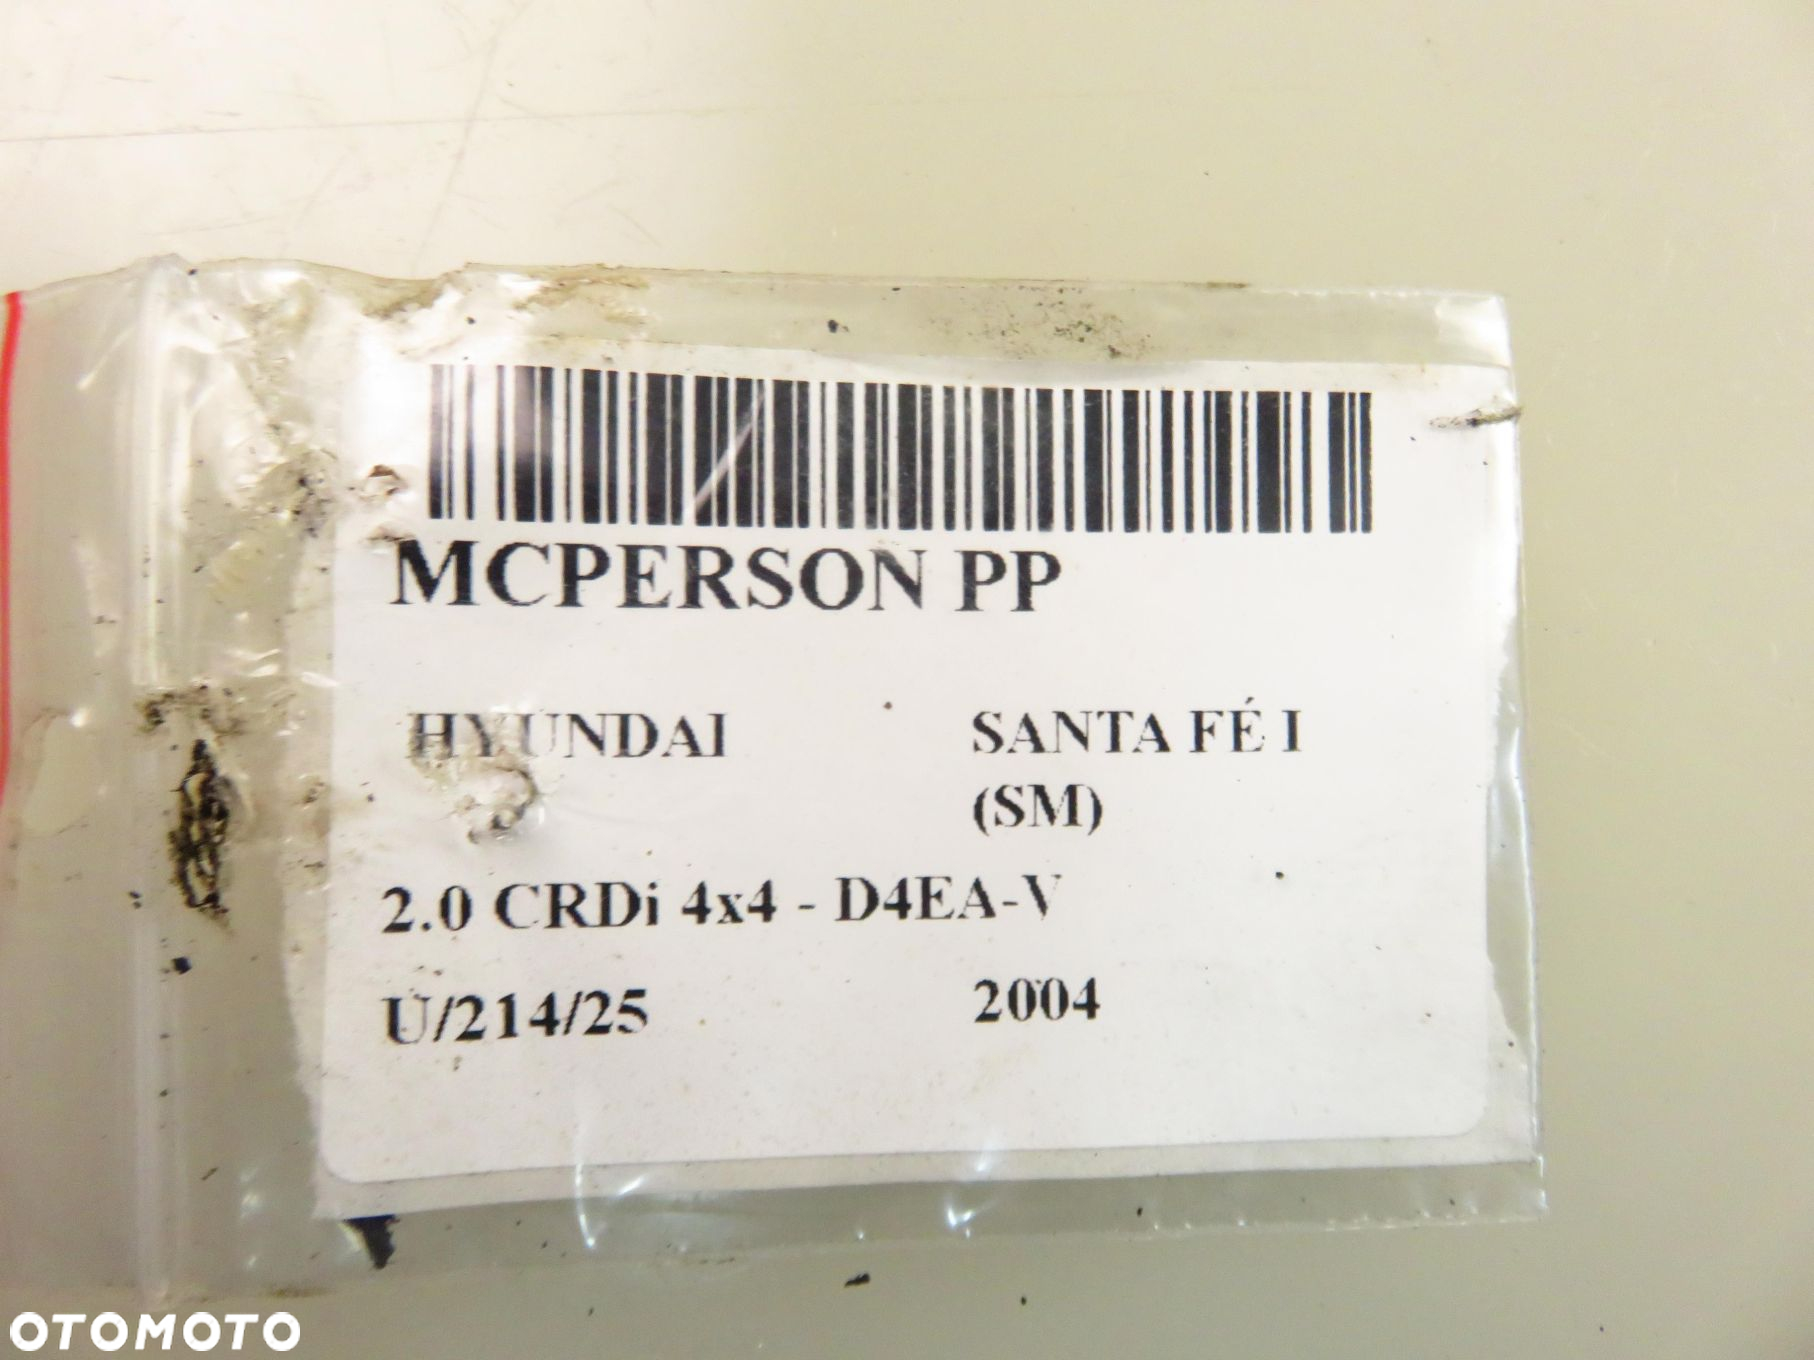 MCPERSON PP
HYUNDAI SANTA FÉ I
(SM)
2.0 CRDi 4x4 - D4EA-V
U/214/25 2004
OTOMOTO